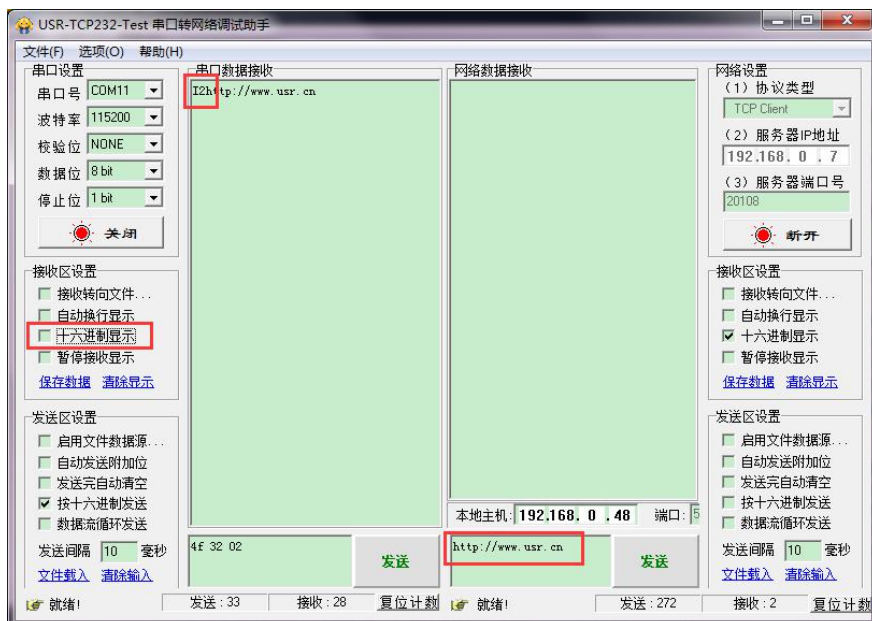 USR-TCP232-Test 串口转网络调试助手
文件(F) 选项(O) 帮助(H)
串口设置
串口号 COM11
波特率 115200
校验位 NONE
数据位 8 bit
停止位 1 bit
关闭
接收区设置
接收转向文件...
自动换行显示
十六进制显示
暂停接收显示
保存数据 清除显示
发送区设置
启用文件数据源...
自动发送附加位
发送完自动清空
按十六进制发送
数据流循环发送
发送间隔 10 毫秒
文件载入 清除输入
就绪!
串口数据接收
I2http://www.usr.cn
4f 32 02
发送
发送 : 33 接收 : 28 复位计数
网络数据接收
本地主机: 192.168. 0 .48 端口: 5
http://www.usr.cn
发送
就绪! 发送 : 272 接收 : 2 复位计数
网络设置
(1) 协议类型
TCP Client
(2) 服务器IP地址
192.168. 0 . 7
(3) 服务器端口号
20108
断开
接收区设置
接收转向文件...
自动换行显示
十六进制显示
暂停接收显示
保存数据 清除显示
发送区设置
启用文件数据源...
自动发送附加位
发送完自动清空
按十六进制发送
数据流循环发送
发送间隔 10 毫秒
文件载入 清除输入